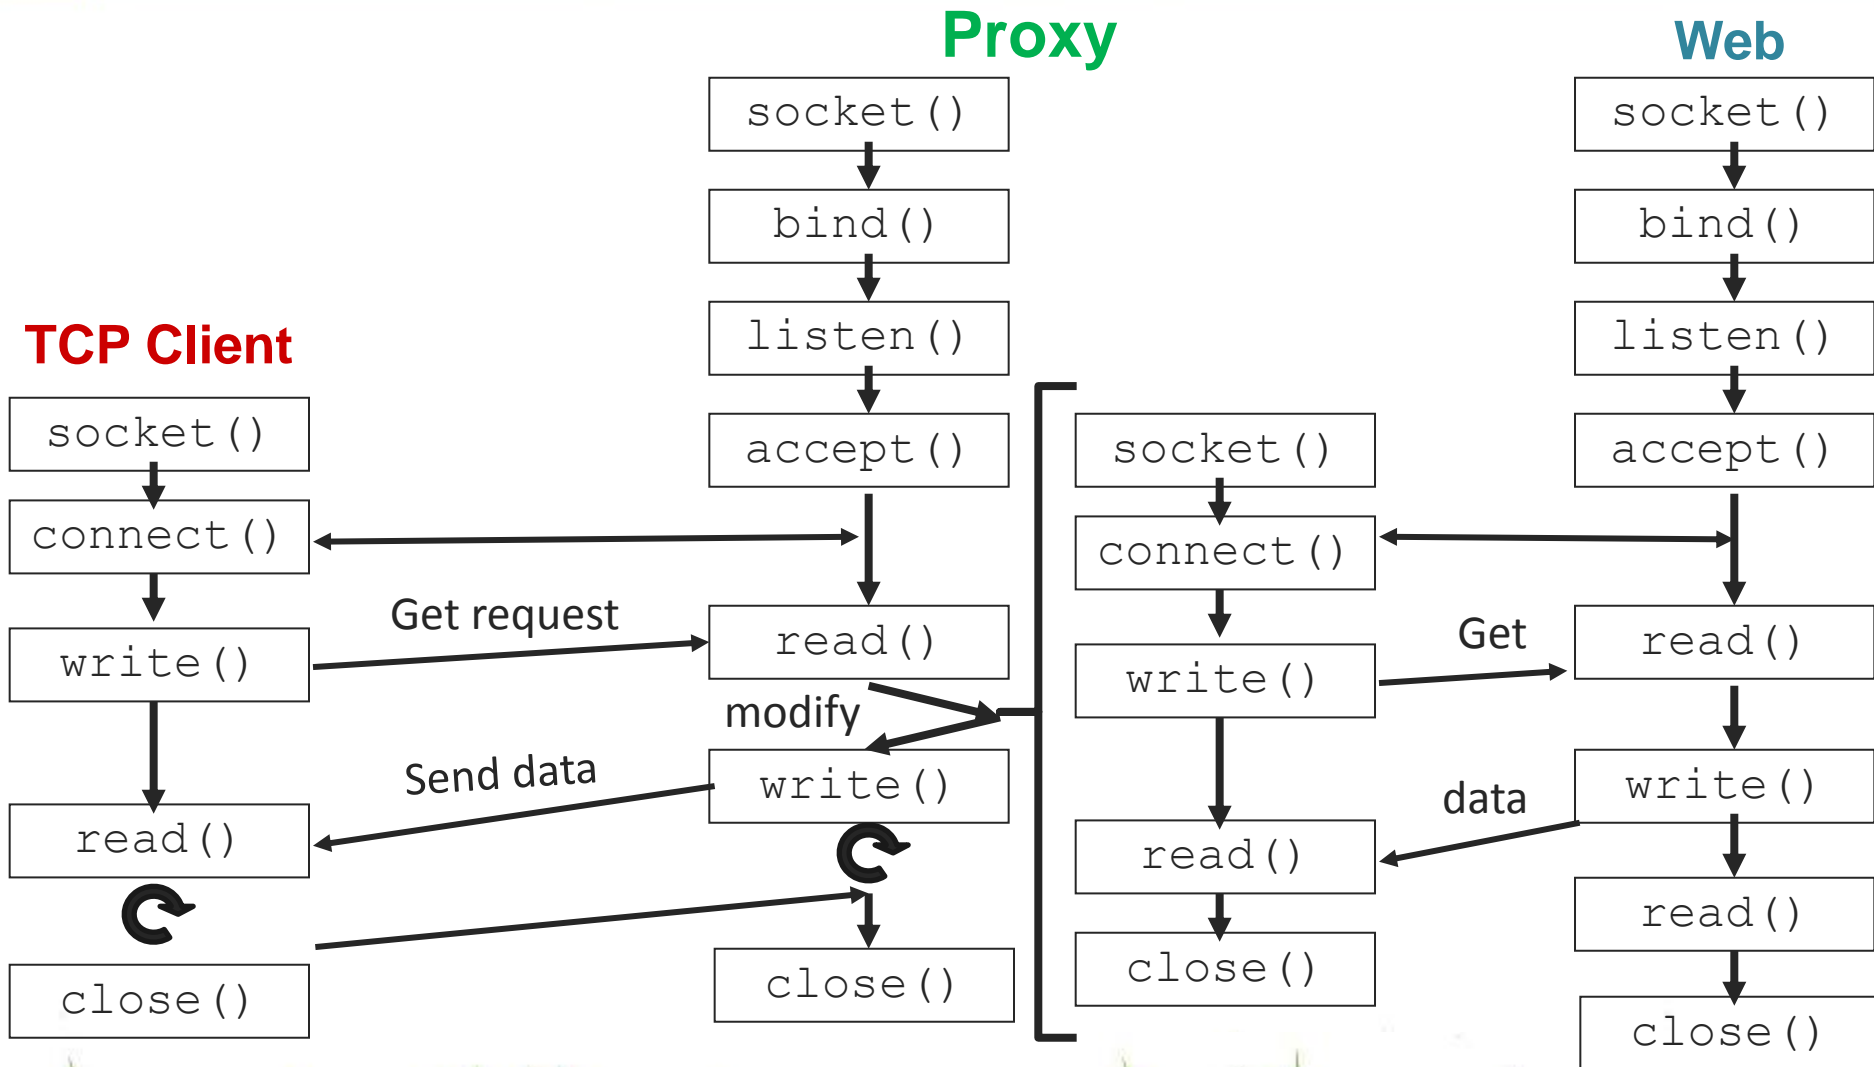 Proxy
Web
TCP Client
socket()
connect()
write()
read()
close()
Get request
Send data
socket()
bind()
listen()
accept()
read()
modify
write()
close()
socket()
connect()
write()
read()
close()
Get
data
socket()
bind()
listen()
accept()
read()
write()
read()
close()